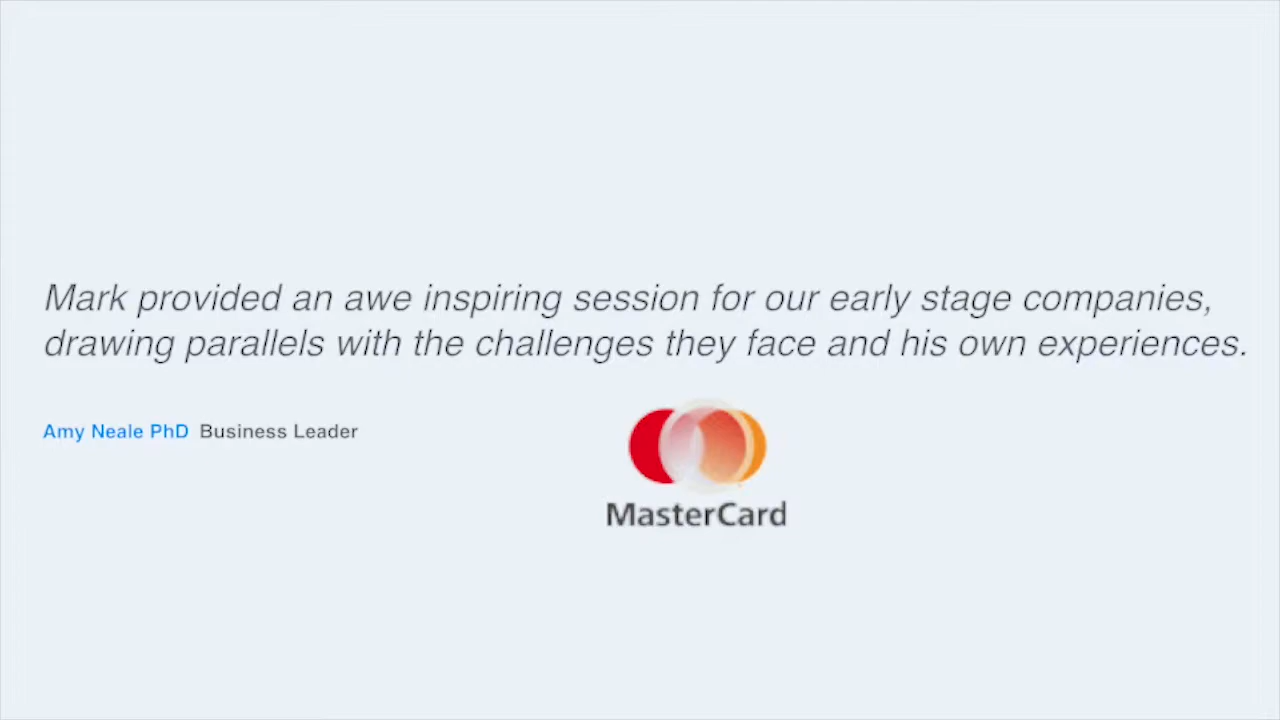 Mark provided an awe inspiring session for our early stage companies,
drawing parallels with the challenges they face and his own experiences.
Amy Neale PhD Business Leader
MasterCard